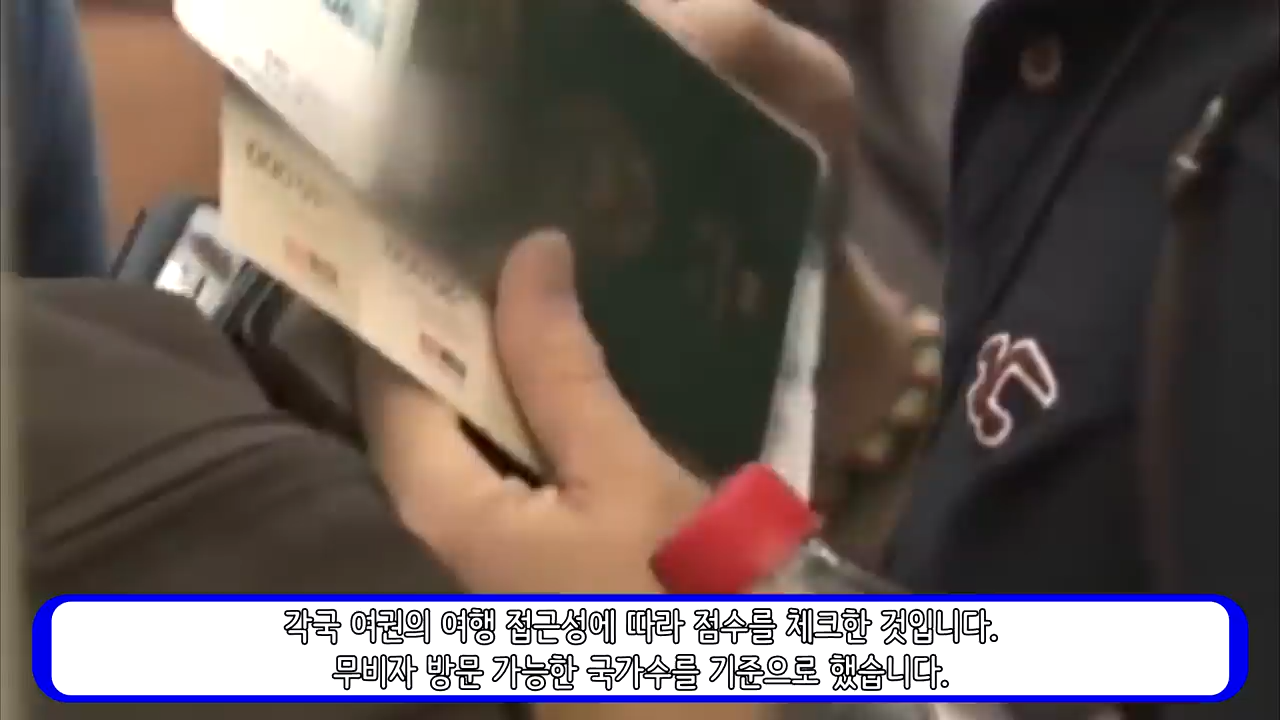 각국 여권의 여행 접근성에 따라 점수를 체크한 것입니다.
무비자 방문 가능한 국가수를 기준으로 했습니다.